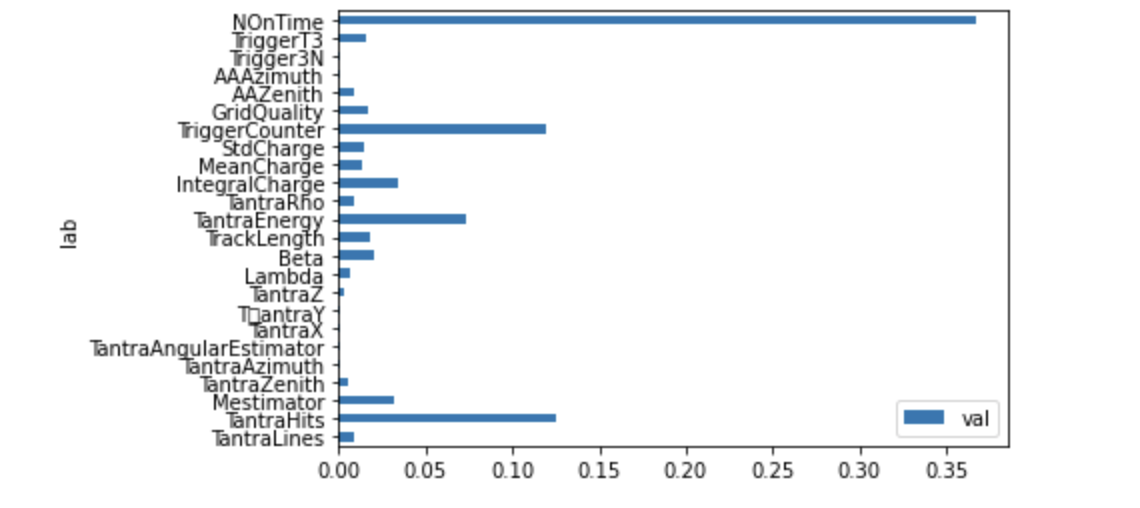 NOnTime
TriggerT3
Trigger3N
AAAzimuth
AAZenith
GridQuality
TriggerCounter
StdCharge
MeanCharge
IntegralCharge
TantraRho
TantraEnergy
TrackLength
Beta
Lambda
TantraZ
T□antraY
TantraX
TantraAngularEstimator
TantraAzimuth
TantraZenith
Mestimator
TantraHits
TantraLines
lab
val
0.00 0.05 0.10 0.15 0.20 0.25 0.30 0.35